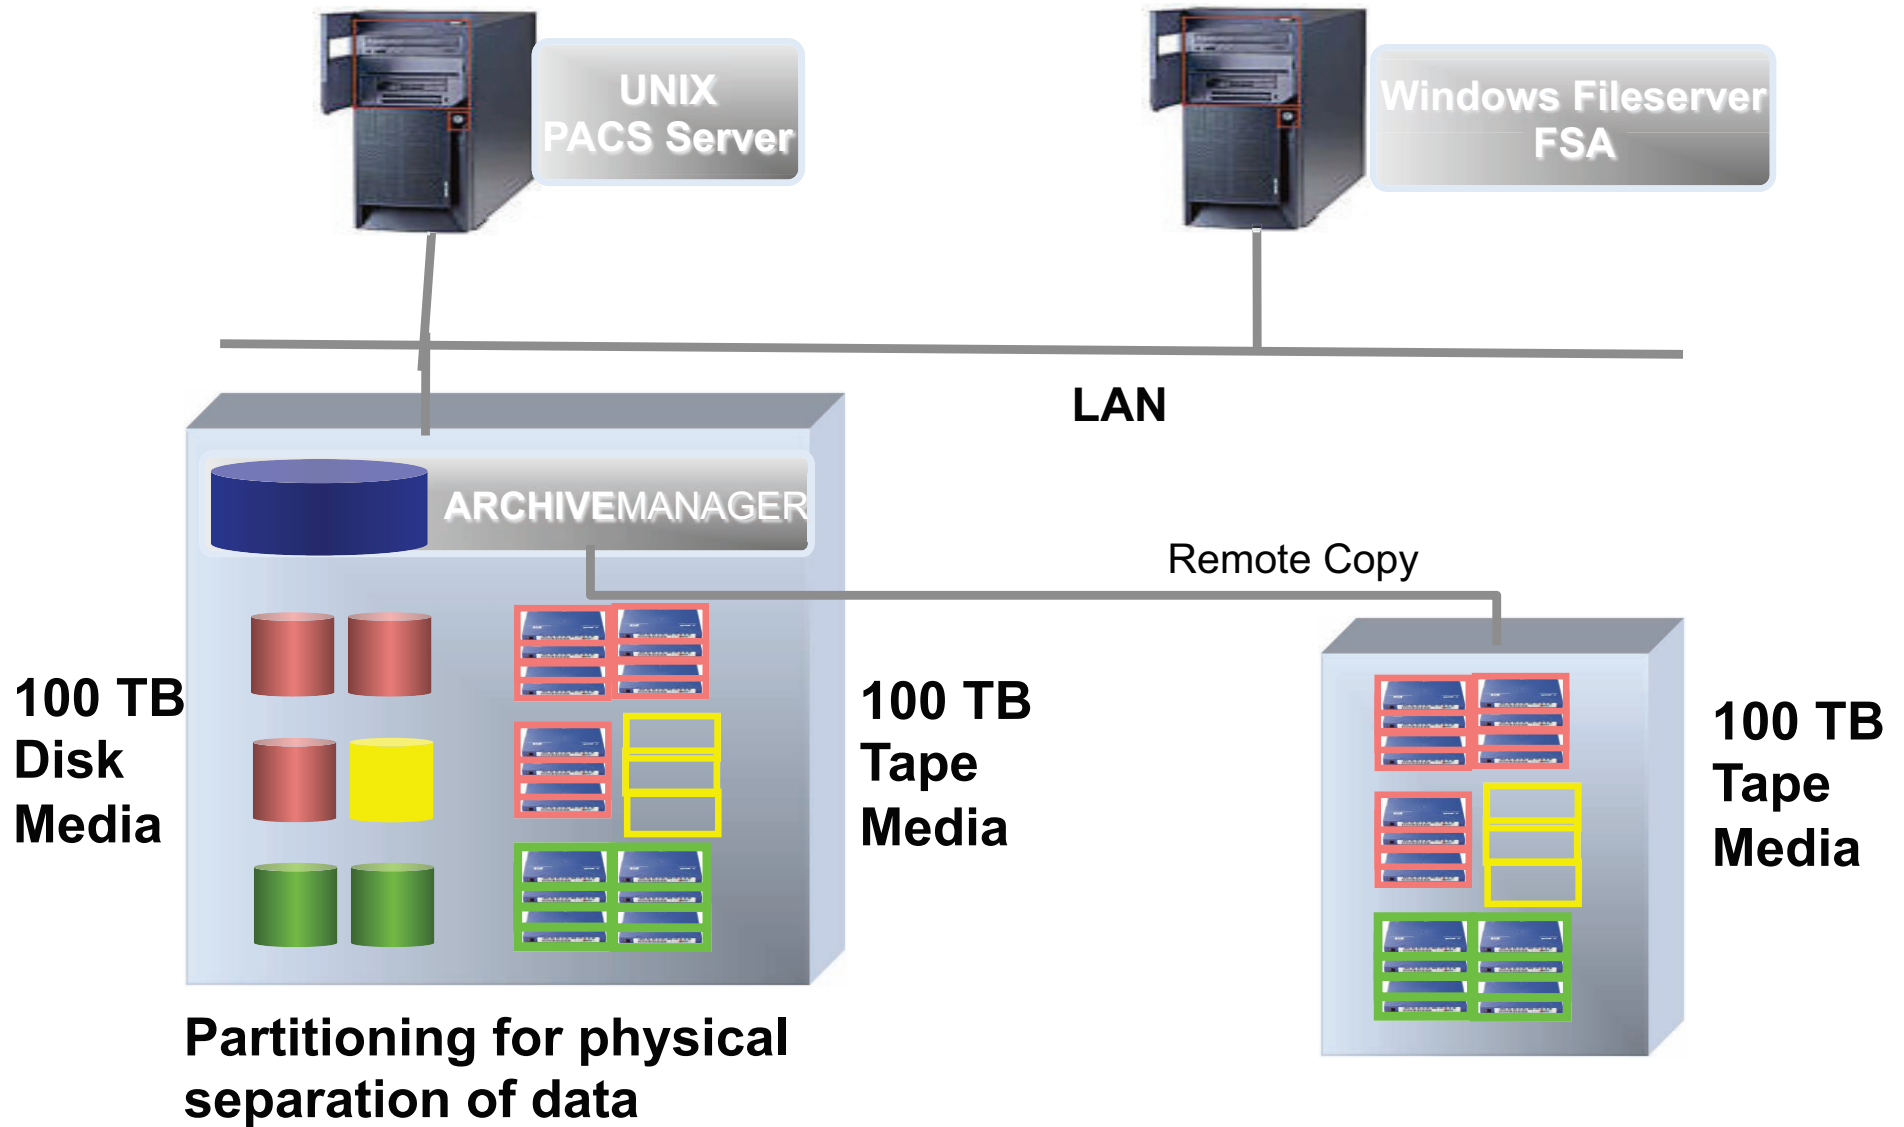 UNIX
PACS Server
Windows Fileserver
FSA
LAN
ARCHIVEMANAGER
Remote Copy
100 TB
Disk
Media
100 TB
Tape
Media
100 TB
Tape
Media
Partitioning for physical
separation of data